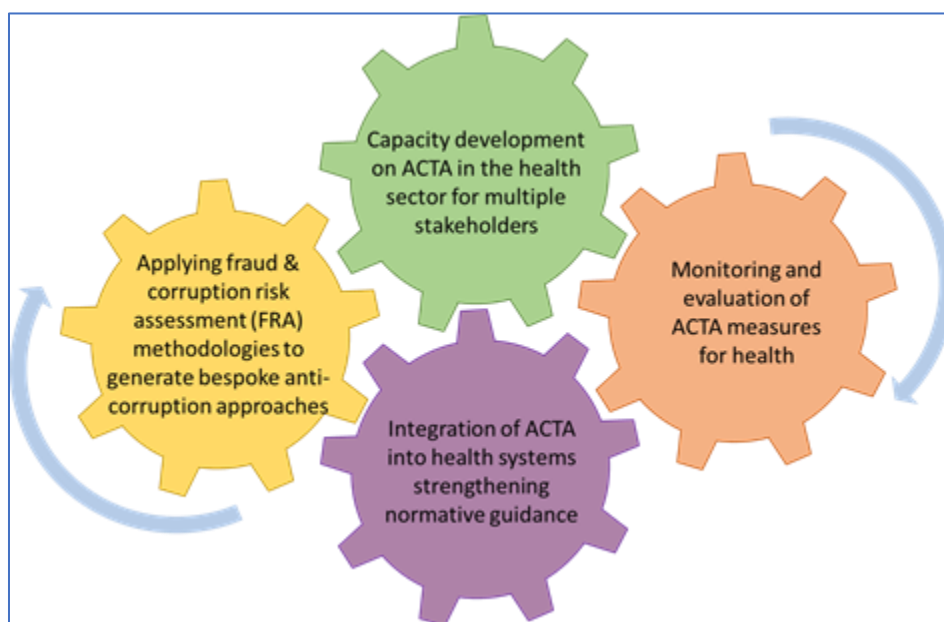 Capacity development
on ACTA in the health
sector for multiple
stakeholders
Applying fraud &
corruption risk
assessment (FRA)
methodologies to
generate bespoke anti-
corruption approaches
Monitoring and
evaluation of
ACTA measures
for health
Integration of ACTA
into health systems
strengthening
normative guidance